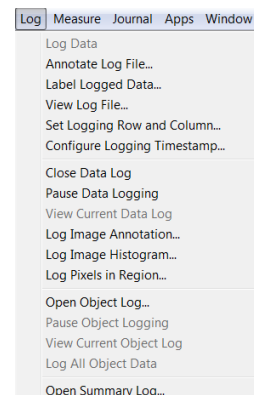 Log Measure Journal Apps Window
Log Data
Annotate Log File...
Label Logged Data...
View Log File...
Set Logging Row and Column...
Configure Logging Timestamp...
Close Data Log
Pause Data Logging
View Current Data Log
Log Image Annotation...
Log Image Histogram...
Log Pixels in Region...
Open Object Log...
Pause Object Logging
View Current Object Log
Log All Object Data
Open Summary Log...